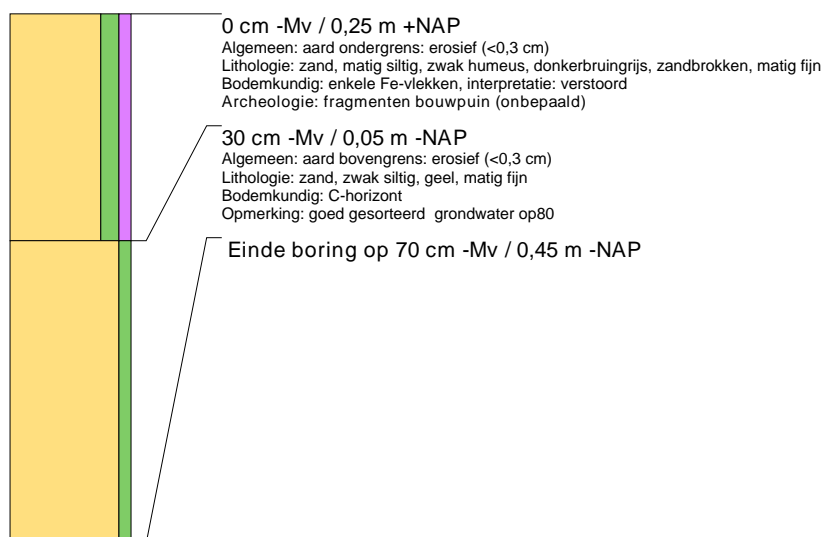 0 cm -Mv / 0,25 m +NAP
Algemeen: aard ondergrens: erosief (<0,3 cm)
Lithologie: zand, matig siltig, zwak humeus, donkerbruingrijs, zandbrokken, matig fijn
Bodemkundig: enkele Fe-vlekken, interpretatie: verstoord
Archeologie: fragmenten bouwpuin (onbepaald)
30 cm -Mv / 0,05 m -NAP
Algemeen: aard bovengrens: erosief (<0,3 cm)
Lithologie: zand, zwak siltig, geel, matig fijn
Bodemkundig: C-horizont
Opmerking: goed gesorteerd  grondwater op80
Einde boring op 70 cm -Mv / 0,45 m -NAP